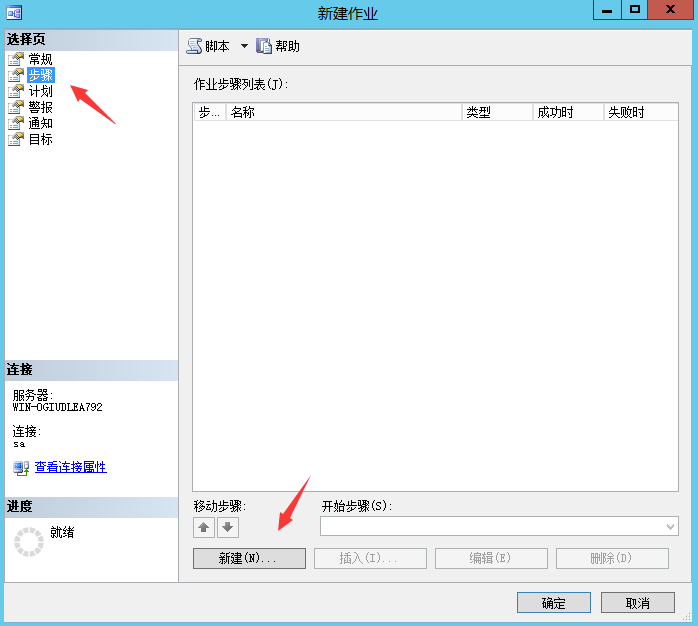 新建作业
选择页
常规
步骤
计划
警报
通知
目标
脚本 帮助
作业步骤列表(J):
步... 名称 类型 成功时 失败时
连接
服务器:
WIN-OGIUDLEA792
连接:
sa
查看连接属性
进度
就绪
移动步骤: 开始步骤(S):
新建(N)... 插入(I)... 编辑(E) 删除(D)
确定 取消